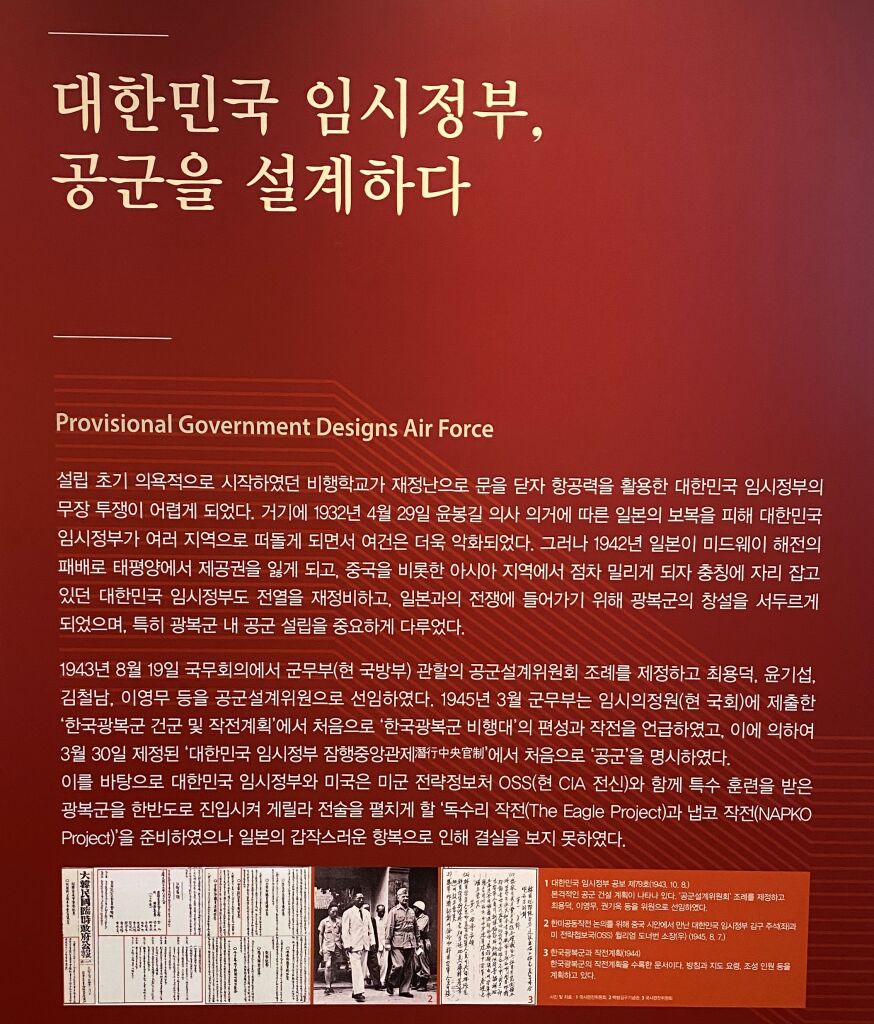 대한민국 임시정부,
공군을 설계하다
Provisional Government Designs Air Force
설립 초기 의욕적으로 시작하였던 비행학교가 재정난으로 문을 닫자 항공력을 활용한 대한민국 임시정부의
무장 투쟁이 어렵게 되었다. 거기에 1932년 4월 29일 윤봉길 의사 의거에 따른 일본의 보복을 피해 대한민국
임시정부가 여러 지역으로 떠돌게 되면서 여건은 더욱 악화되었다. 그러나 1942년 일본이 미드웨이 해전의
패배로 태평양에서 제공권을 잃게 되고, 중국을 비롯한 아시아 지역에서 점차 밀리게 되자 충칭에 자리 잡고
있던 대한민국 임시정부도 전열을 재정비하고, 일본과의 전쟁에 들어가기 위해 광복군의 창설을 서두르게
되었으며, 특히 광복군 내 공군 설립을 중요하게 다루었다.
1943년 8월 19일 국무회의에서 군무부(현 국방부) 관할의 공군설계위원회 조례를 제정하고 최용덕, 윤기섭,
김철남, 이영무 등을 공군설계위원으로 선임하였다. 1945년 3월 군무부는 임시의정원(현 국회)에 제출한
‘한국광복군 건군 및 작전계획’에서 처음으로 ‘한국광복군 비행대’의 편성과 작전을 언급하였고, 이에 의하여
3월 30일 제정된 ‘대한민국 임시정부 잠행중앙관제潛行中央官制’에서 처음으로 ‘공군’을 명시하였다.
이를 바탕으로 대한민국 임시정부와 미국은 미군 전략정보처 OSS(현 CIA 전신)와 함께 특수 훈련을 받은
광복군을 한반도로 진입시켜 게릴라 전술을 펼치게 할 ‘독수리 작전(The Eagle Project)과 냅코 작전(NAPKO
Project)’을 준비하였으나 일본의 갑작스러운 항복으로 인해 결실을 보지 못하였다.
大韓民國臨時政府公報
1
2
3
1 대한민국 임시정부 공보 제79호(1943. 10. 8.)
본격적인 공군 건설 계획이 나타나 있다. ‘공군설계위원회’ 조례를 제정하고
최용덕, 이영무, 권기옥 등을 위원으로 선임하였다.
2 한미공동작전 논의를 위해 중국 시안에서 만난 대한민국 임시정부 김구 주석(좌)과
미 전략첩보국(OSS) 윌리엄 도너번 소장(우) (1945. 8. 7.)
3 한국광복군과 작전계획(1944)
한국광복군의 작전계획을 수록한 문서이다. 방침과 지도 요령, 조성 인원 등을
계획하고 있다.
사진 및 자료 : 1 국사편찬위원회, 2 백범김구기념관, 3 국사편찬위원회